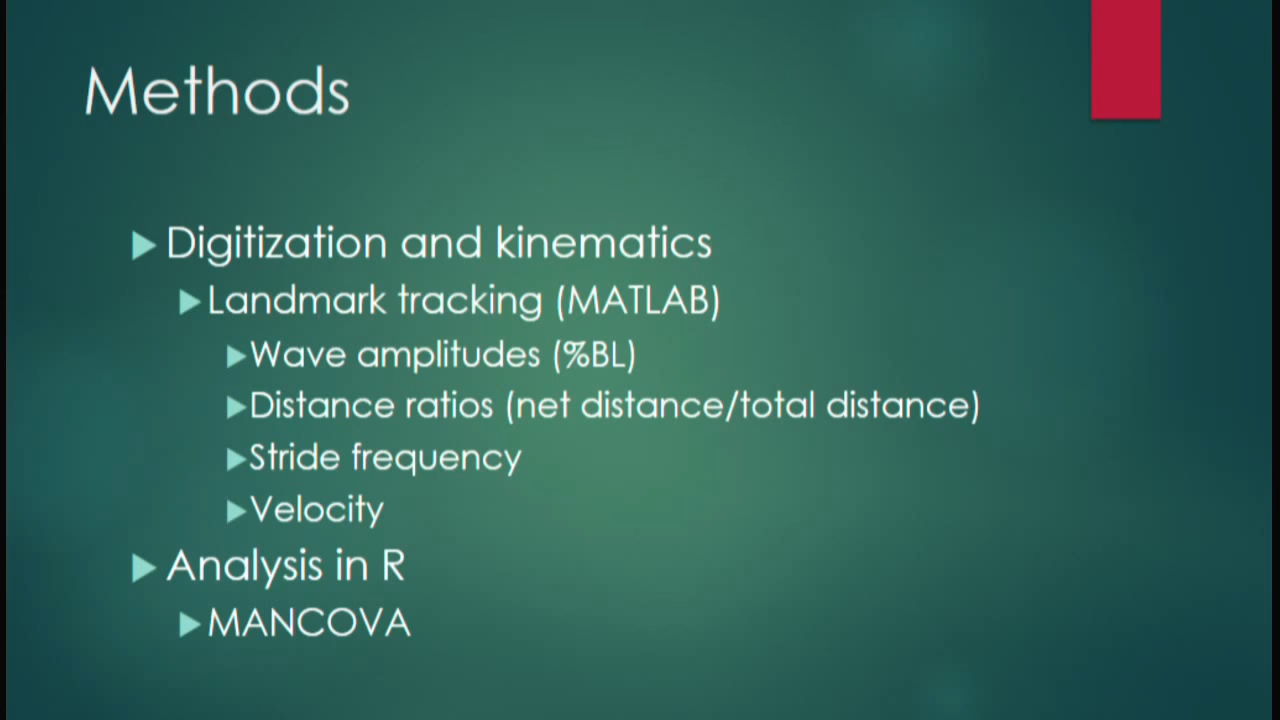 Methods
Digitization and kinematics
Landmark tracking (MATLAB)
Wave amplitudes (%BL)
Distance ratios (net distance/total distance)
Stride frequency
Velocity
Analysis in R
MANCOVA